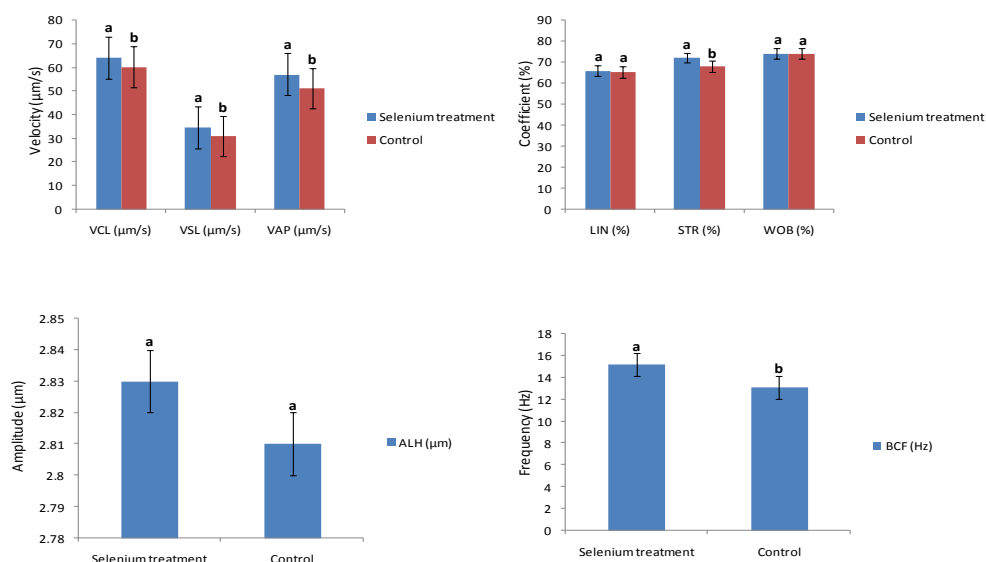 80
70
60
50
40
30
20
10
0
Velocity (µm/s)
a
b
a
b
a
b
VCL (µm/s)
VSL (µm/s)
VAP (µm/s)
Selenium treatment
Control
90
80
70
60
50
40
30
20
10
0
Coefficient (%)
a
a
a
b
a
a
LIN (%)
STR (%)
WOB (%)
Selenium treatment
Control
2.85
2.84
2.83
2.82
2.81
2.8
2.79
2.78
Amplitude (µm)
a
a
Selenium treatment
Control
ALH (µm)
18
16
14
12
10
8
6
4
2
0
Frequency (Hz)
a
b
Selenium treatment
Control
BCF (Hz)